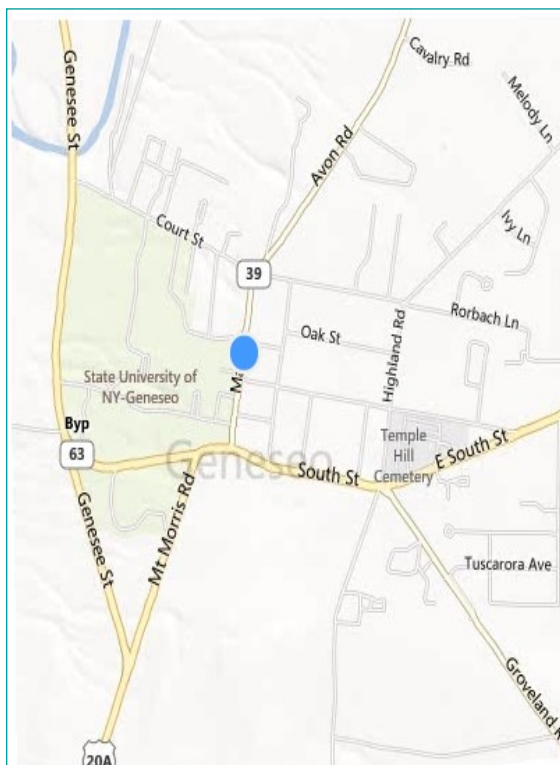 Cavalry Rd
Genesee St
Melody Ln
Avon Rd
Ivy Ln
Court St
39
Rorbach Ln
Oak St
Highland Rd
State University of
NY-Geneseo
Byp
63
Temple
Hill
Cemetery
E South St
Geneseo
South St
Genesee St
Mt Morris Rd
Tuscarora Ave
Groveland
20A